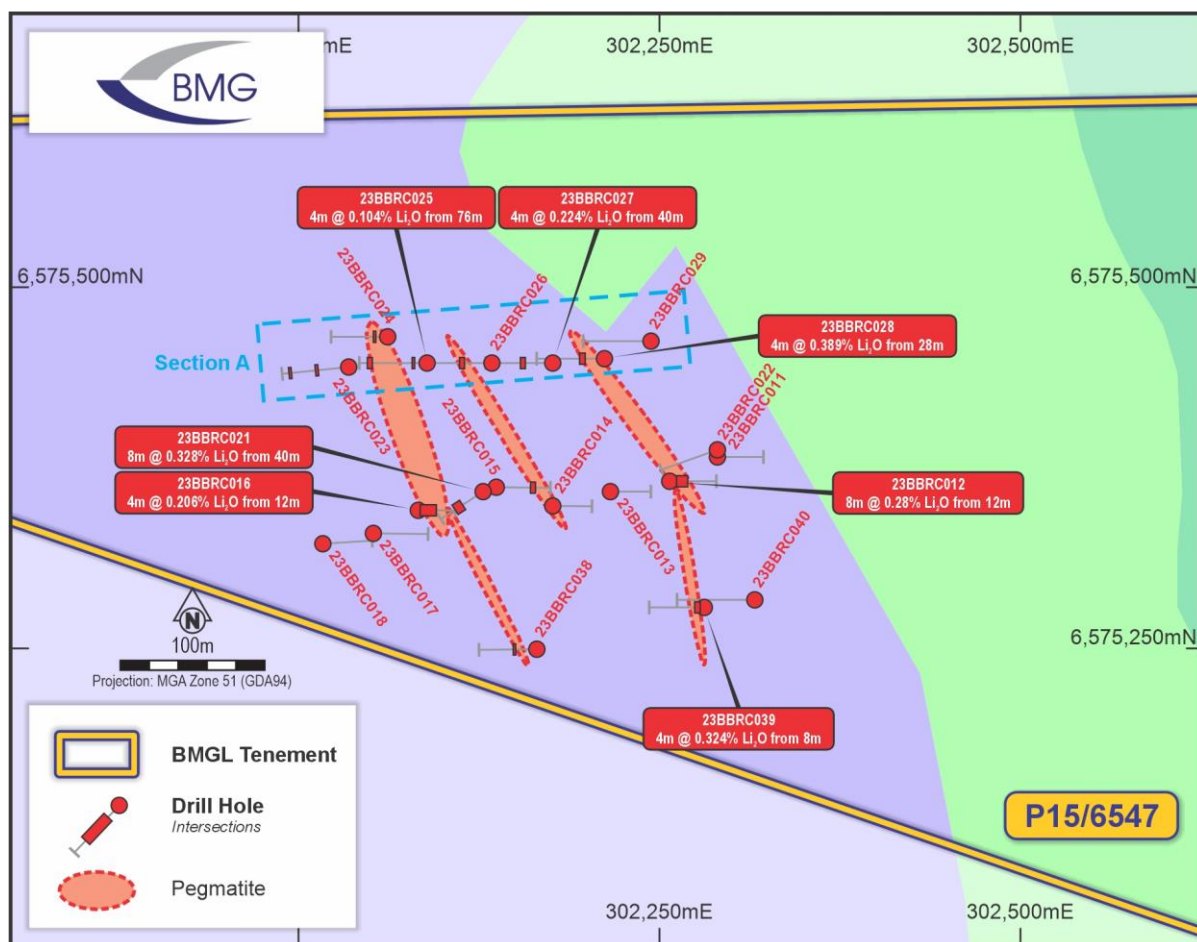 mE
302,250mE
302,500mE
BMG
23BBRC025
4m @ 0.104% Li₂O from 76m
23BBRC027
4m @ 0.224% Li₂O from 40m
6,575,500mN
6,575,500mN
23BBRC024
23BBRC026
23BBRC029
23BBRC028
4m @ 0.389% Li₂O from 28m
Section A
23BBRC022
23BBRC011
23BBRC023
23BBRC015
23BBRC014
23BBRC021
8m @ 0.328% Li₂O from 40m
23BBRC016
4m @ 0.206% Li₂O from 12m
23BBRC012
8m @ 0.28% Li₂O from 12m
23BBRC013
23BBRC040
23BBRC018
23BBRC017
23BBRC038
N
100m
Projection: MGA Zone 51 (GDA94)
6,575,250mN
23BBRC039
4m @ 0.324% Li₂O from 8m
BMGL Tenement
Drill Hole
Intersections
Pegmatite
P15/6547
302,250mE
302,500mE